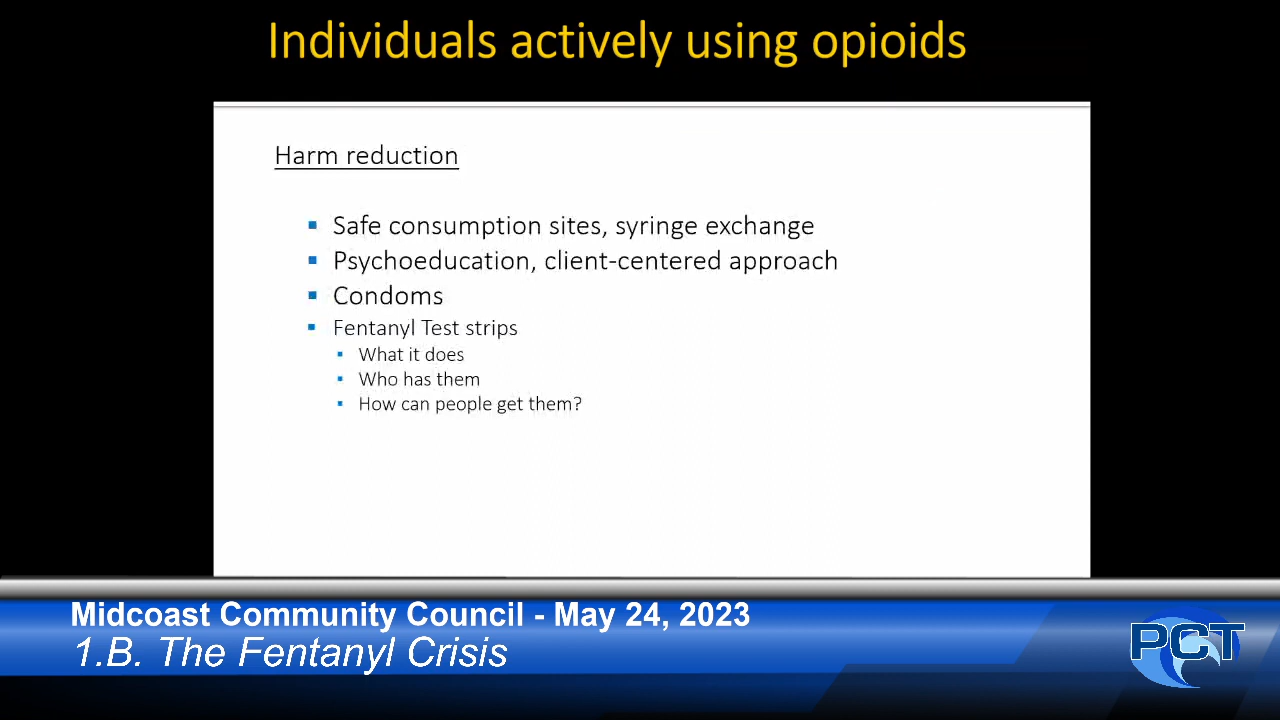 Individuals actively using opioids
Harm reduction
▪ Safe consumption sites, syringe exchange
▪ Psychoeducation, client-centered approach
▪ Condoms
▪ Fentanyl Test strips
▪ What it does
▪ Who has them
▪ How can people get them?
Midcoast Community Council - May 24, 2023
1.B. The Fentanyl Crisis
PCT